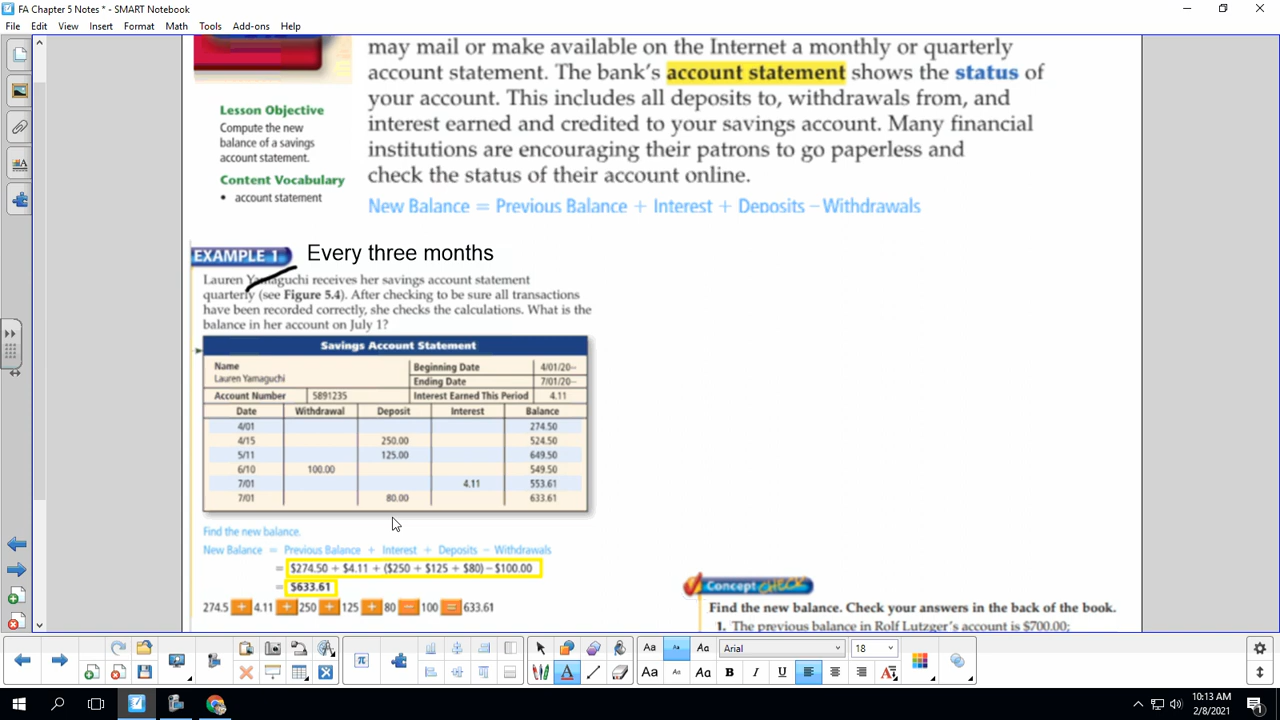 FA Chapter 5 Notes * - SMART Notebook
File Edit View Insert Format Math Tools Add-ons Help
may mail or make available on the Internet a monthly or quarterly
account statement. The bank's account statement shows the status of
your account. This includes all deposits to, withdrawals from, and
interest earned and credited to your savings account. Many financial
institutions are encouraging their patrons to go paperless and
check the status of their account online.
New Balance = Previous Balance + Interest + Deposits – Withdrawals
Lesson Objective
Compute the new
balance of a savings
account statement.
Content Vocabulary
• account statement
EXAMPLE 1 Every three months
Lauren Yamaguchi receives her savings account statement
quarterly (see Figure 5.4). After checking to be sure all transactions
have been recorded correctly, she checks the calculations. What is the
balance in her account on July 1?
Savings Account Statement
Name
Lauren Yamaguchi
Beginning Date 4/01/20--
Ending Date 7/01/20--
Account Number 5891235 Interest Earned This Period 4.11
Date Withdrawal Deposit Interest Balance
4/01 274.50
4/15 250.00 524.50
5/11 125.00 649.50
6/10 100.00 549.50
7/01 4.11 553.61
7/01 80.00 633.61
Find the new balance.
New Balance = Previous Balance + Interest + Deposits – Withdrawals
= $274.50 + $4.11 + ($250 + $125 + $80) – $100.00
= $633.61
274.5 + 4.11 + 250 + 125 + 80 – 100 = 633.61
Concept CHECK
Find the new balance. Check your answers in the back of the book.
1. The previous balance in Rolf Lutzger's account is $700.00;
Aa Aa Aa Arial 18
Aa Aa Aa B I U
10:13 AM
2/8/2021